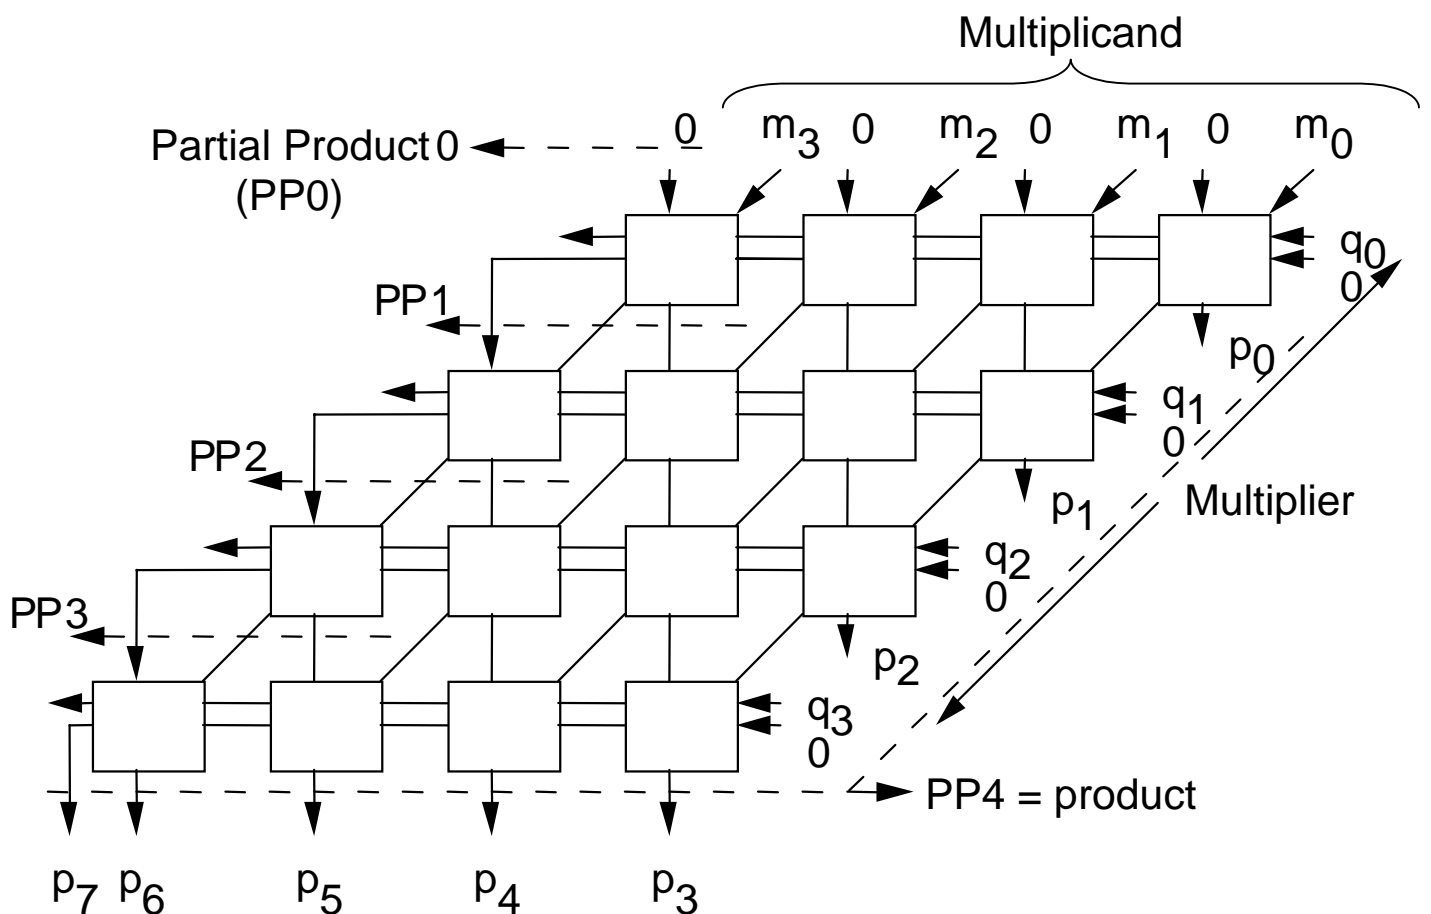 Multiplicand
Partial Product 0
(PP0)
0 m3 0 m2 0 m1 0 m0
q0
0
PP1
p0
q1
0
PP2
p1
Multiplier
q2
0
PP3
p2
q3
0
PP4 = product
p7 p6 p5 p4 p3